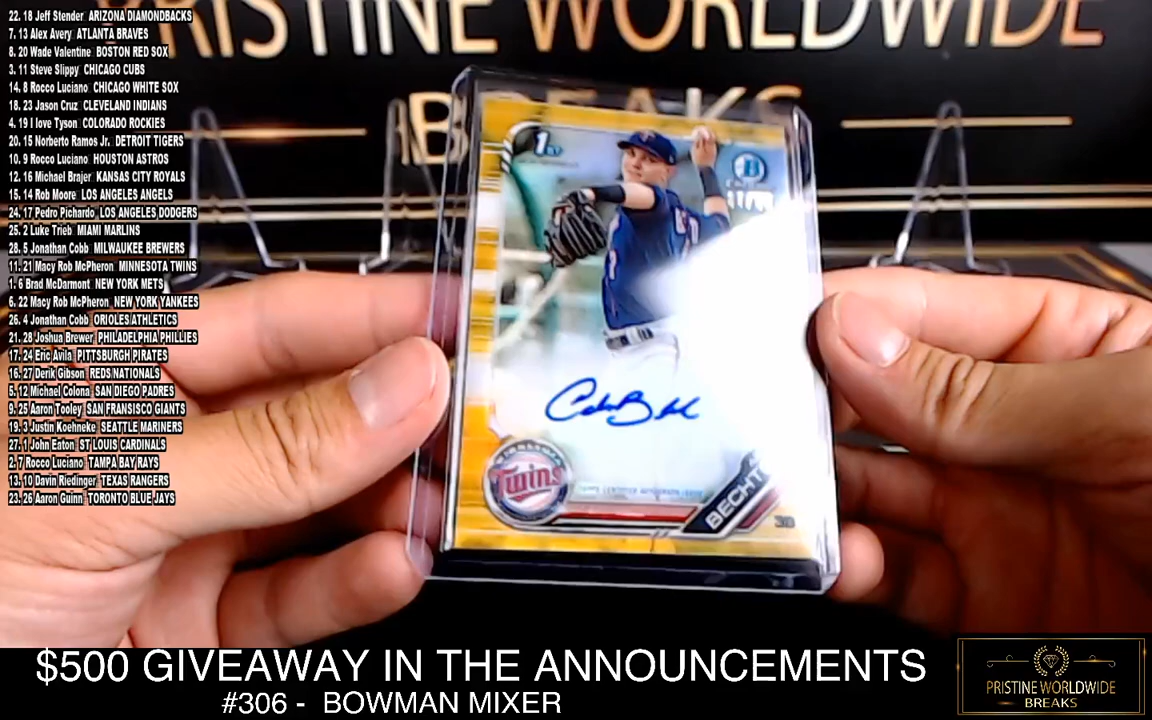 PRISTINE WORLDWIDE
BREAKS
22. 18 Jeff Stender ARIZONA DIAMONDBACKS
7. 13 Alex Avery ATLANTA BRAVES
8. 20 Wade Valentine BOSTON RED SOX
3. 11 Steve Slippy CHICAGO CUBS
14. 8 Rocco Luciano CHICAGO WHITE SOX
18. 23 Jason Cruz CLEVELAND INDIANS
4. 19 I love Tyson COLORADO ROCKIES
20. 15 Norberto Ramos Jr. DETROIT TIGERS
10. 9 Rocco Luciano HOUSTON ASTROS
12. 16 Michael Brajer KANSAS CITY ROYALS
15. 14 Rob Moore LOS ANGELES ANGELS
24. 17 Pedro Pichardo LOS ANGELES DODGERS
25. 2 Luke Trieb MIAMI MARLINS
28. 5 Jonathan Cobb MILWAUKEE BREWERS
11. 21 Macy Rob McPheron MINNESOTA TWINS
1. 6 Brad McDarmont NEW YORK METS
6. 22 Macy Rob McPheron NEW YORK YANKEES
26. 4 Jonathan Cobb ORIOLES ATHLETICS
21. 28 Joshua Brewer PHILADELPHIA PHILLIES
17. 24 Eric Avila PITTSBURGH PIRATES
16. 27 Derik Gibson REDS NATIONALS
5. 12 Michael Colona SAN DIEGO PADRES
9. 25 Aaron Tooley SAN FRANSISCO GIANTS
19. 3 Justin Koehneke SEATTLE MARINERS
27. 1 John Eaton ST LOUIS CARDINALS
2. 7 Rocco Luciano TAMPA BAY RAYS
13. 10 Davin Riedinger TEXAS RANGERS
23. 26 Aaron Guinn TORONTO BLUE JAYS
1st
B
Twins
BECHT
$500 GIVEAWAY IN THE ANNOUNCEMENTS
#306 - BOWMAN MIXER
PRISTINE WORLDWIDE
BREAKS